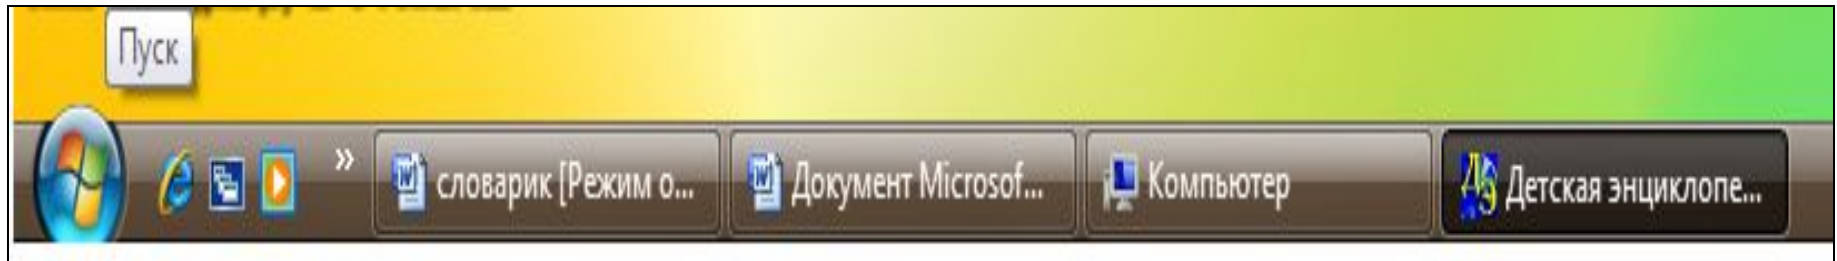 Пуск
словарик [Режим о...
Документ Microsof...
Компьютер
Детская энциклопе...